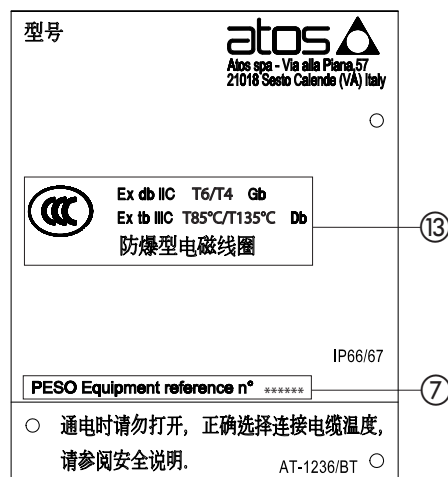 型号
atos
Atos spa - Via alla Piana,57
21018 Sesto Calende (VA) Italy
CCC
Ex db IIC T6/T4 Gb
Ex tb IIIC T85°C/T135°C Db
防爆型电磁线圈
⑬
IP66/67
PESO Equipment reference n° ******
⑦
通电时请勿打开, 正确选择连接电缆温度,
请参阅安全说明.
AT-1236/BT